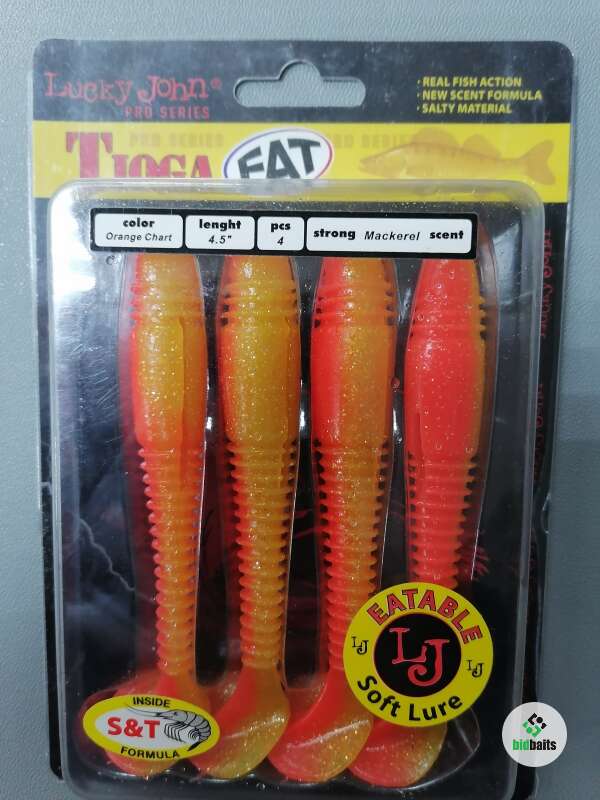 Lucky John®
PRO SERIES
· REAL FISH ACTION
· NEW SCENT FORMULA
· SALTY MATERIAL
PRO SERIES PRO SERIES
TIOGA FAT
color
Orange Chart
lenght
4.5"
pcs
4
strong Mackerel scent
EATABLE
LJ
LJ
LJ
Soft Lure
INSIDE
S&T
FORMULA
bidbaits